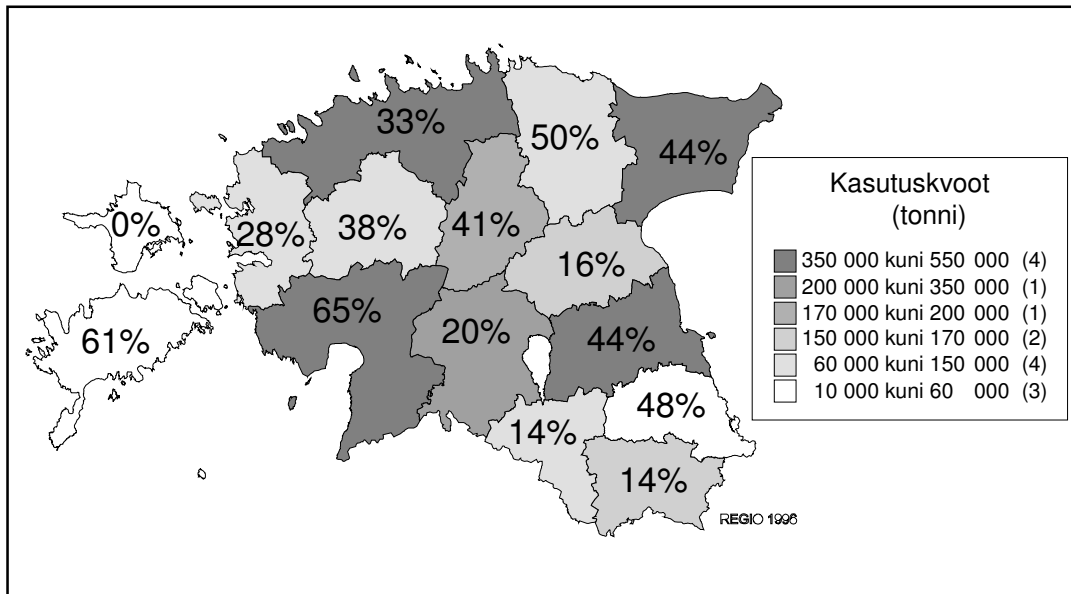 33%
50%
44%
0%
28%
38%
41%
16%
61%
65%
20%
44%
48%
14%
14%
Kasutuskvoot
(tonni)
350 000 kuni 550 000 (4)
200 000 kuni 350 000 (1)
170 000 kuni 200 000 (1)
150 000 kuni 170 000 (2)
60 000 kuni 150 000 (4)
10 000 kuni 60 000 (3)
REGIO 1996